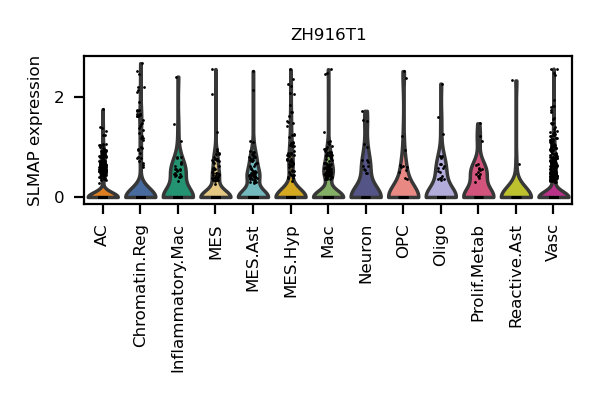 ZH916T1
SLMAP expression
2
0
AC
Chromatin.Reg
Inflammatory.Mac
MES
MES.Ast
MES.Hyp
Mac
Neuron
OPC
Oligo
Prolif.Metab
Reactive.Ast
Vasc